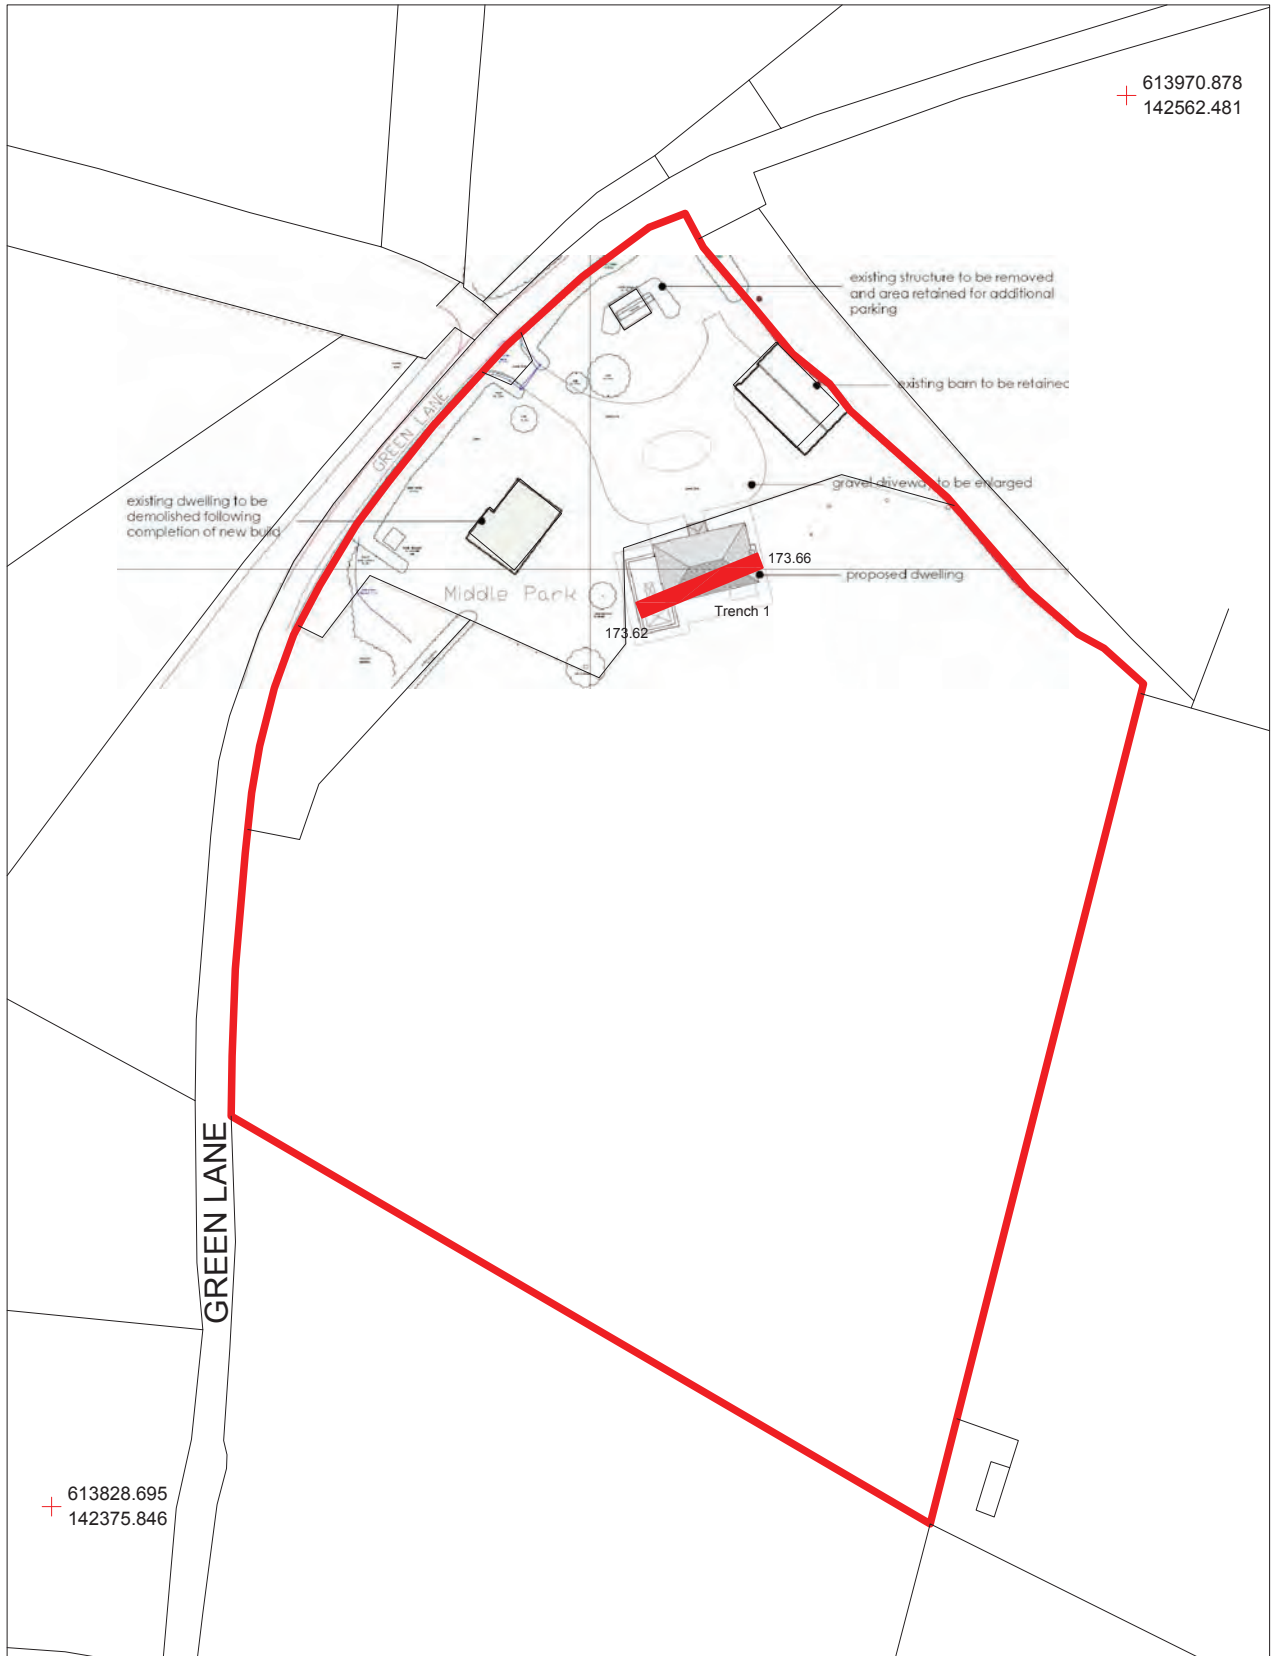 613970.878
142562.481
existing structure to be removed
and area retained for additional
parking
existing barn to be retained
GREEN LANE
gravel driveway to be enlarged
existing dwelling to be
demolished following
completion of new build
173.66
proposed dwelling
Middle Park
Trench 1
173.62
GREEN LANE
613828.695
142375.846